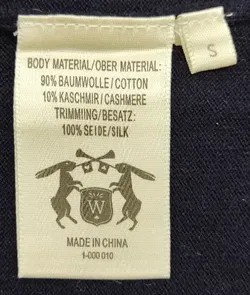 S
BODY MATERIAL/OBER MATERIAL:
90% BAUMWOLLE / COTTON
10% KASCHMIR / CASHMERE
TRIMMIING/BESATZ:
100% SEIDE/SILK
W
MADE IN CHINA
1-000 010